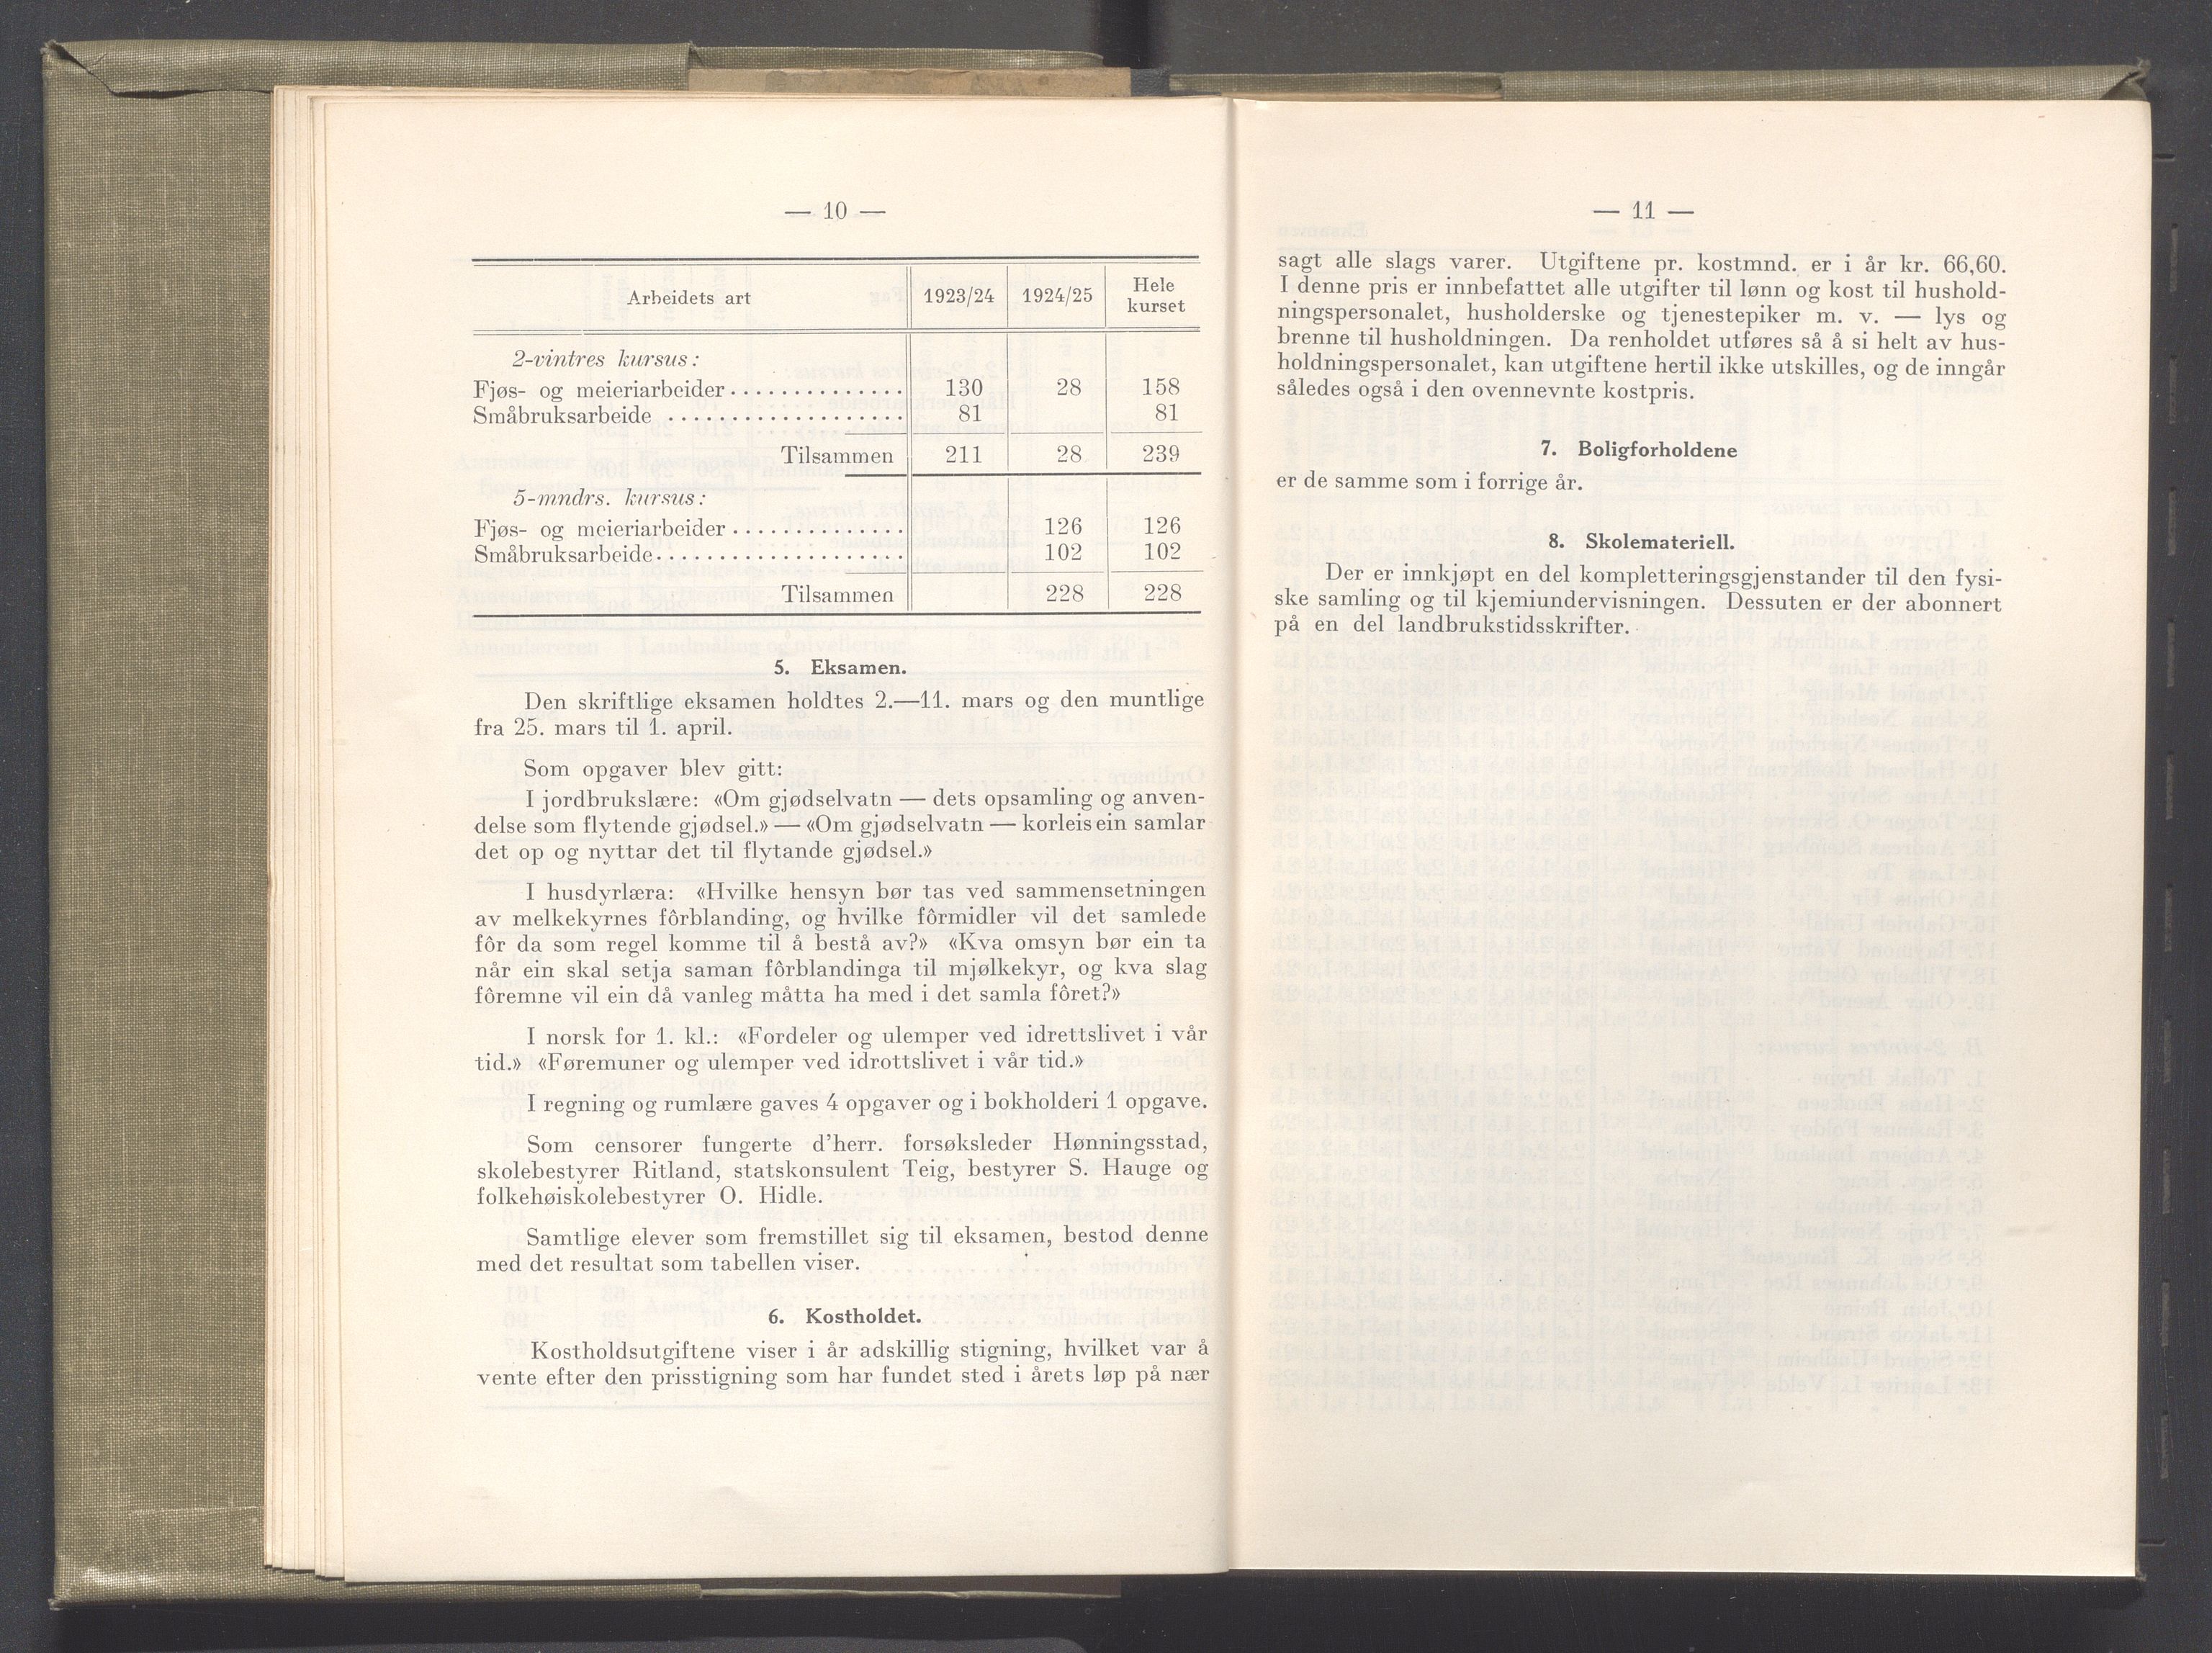 — 10 —
Arbeidets art 1923/24 1924/25 Hele kurset
2-vintres kursus:
Fjøs- og meieriarbeider . . . . . . . . . . . . . . . 130 28 158
Småbruksarbeide . . . . . . . . . . . . . . . . . . . . 81 81
Tilsammen 211 28 239
5-mndrs. kursus:
Fjøs- og meieriarbeider . . . . . . . . . . . . . . . 126 126
Småbruksarbeide . . . . . . . . . . . . . . . . . . . . . 102 102
Tilsammen 228 228
5. Eksamen.
Den skriftlige eksamen holdtes 2.—11. mars og den muntlige
fra 25. mars til 1. april.
Som opgaver blev gitt:
I jordbrukslære: «Om gjødselvatn — dets opsamling og anven-
delse som flytende gjødsel.» — «Om gjødselvatn — korleis ein samlar
det op og nyttar det til flytande gjødsel.»
I husdyrlæra: «Hvilke hensyn bør tas ved sammensetningen
av melkekyrnes fôrblanding, og hvilke fôrmidler vil det samlede
fôr da som regel komme til å bestå av?» «Kva omsyn bør ein ta
når ein skal setja saman fôrblandinga til mjølkekyr, og kva slag
fôremne vil ein då vanleg måtta ha med i det samla fôret?»
I norsk for 1. kl.: «Fordeler og ulemper ved idrettslivet i vår
tid.» «Føremuner og ulemper ved idrottslivet i vår tid.»
I regning og rumlære gaves 4 opgaver og i bokholderi 1 opgave.
Som censorer fungerte d'herr. forsøksleder Hønningsstad,
skolebestyrer Ritland, statskonsulent Teig, bestyrer S. Hauge og
folkehøiskolebestyrer O. Hidle.
Samtlige elever som fremstillet sig til eksamen, bestod denne
med det resultat som tabellen viser.
6. Kostholdet.
Kostholdsutgiftene viser i år adskillig stigning, hvilket var å
vente efter den prisstigning som har fundet sted i årets løp på nær
— 11 —
sagt alle slags varer. Utgiftene pr. kostmnd. er i år kr. 66,60.
I denne pris er innbefattet alle utgifter til lønn og kost til hushold-
ningspersonalet, husholderske og tjenestepiker m. v. — lys og
brenne til husholdningen. Da renholdet utføres så å si helt av hus-
holdningspersonalet, kan utgiftene hertil ikke utskilles, og de inngår
således også i den ovennevnte kostpris.
7. Boligforholdene
er de samme som i forrige år.
8. Skolemateriell.
Der er innkjøpt en del kompletteringsgjenstander til den fysi-
ske samling og til kjemiundervisningen. Dessuten er der abonnert
på en del landbrukstidsskrifter.